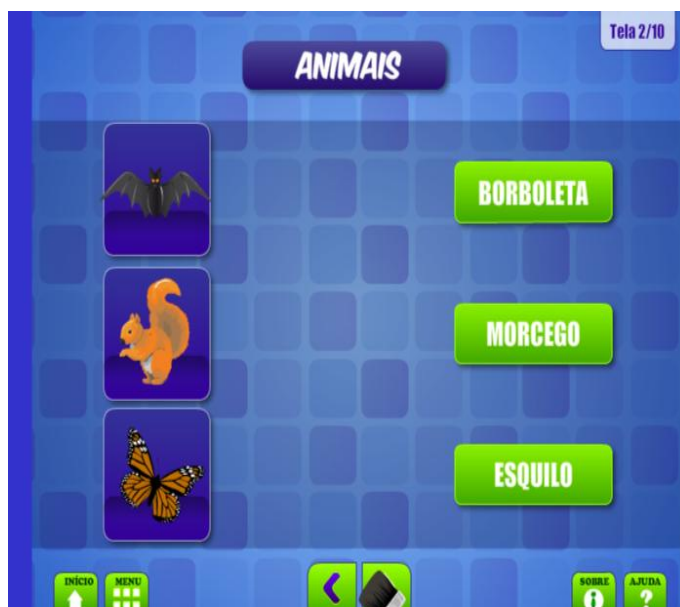 Tela 2/10
ANIMAIS
BORBOLETA
MORCEGO
ESQUILO
INÍCIO
MENU
SOBRE
AJUDA
?